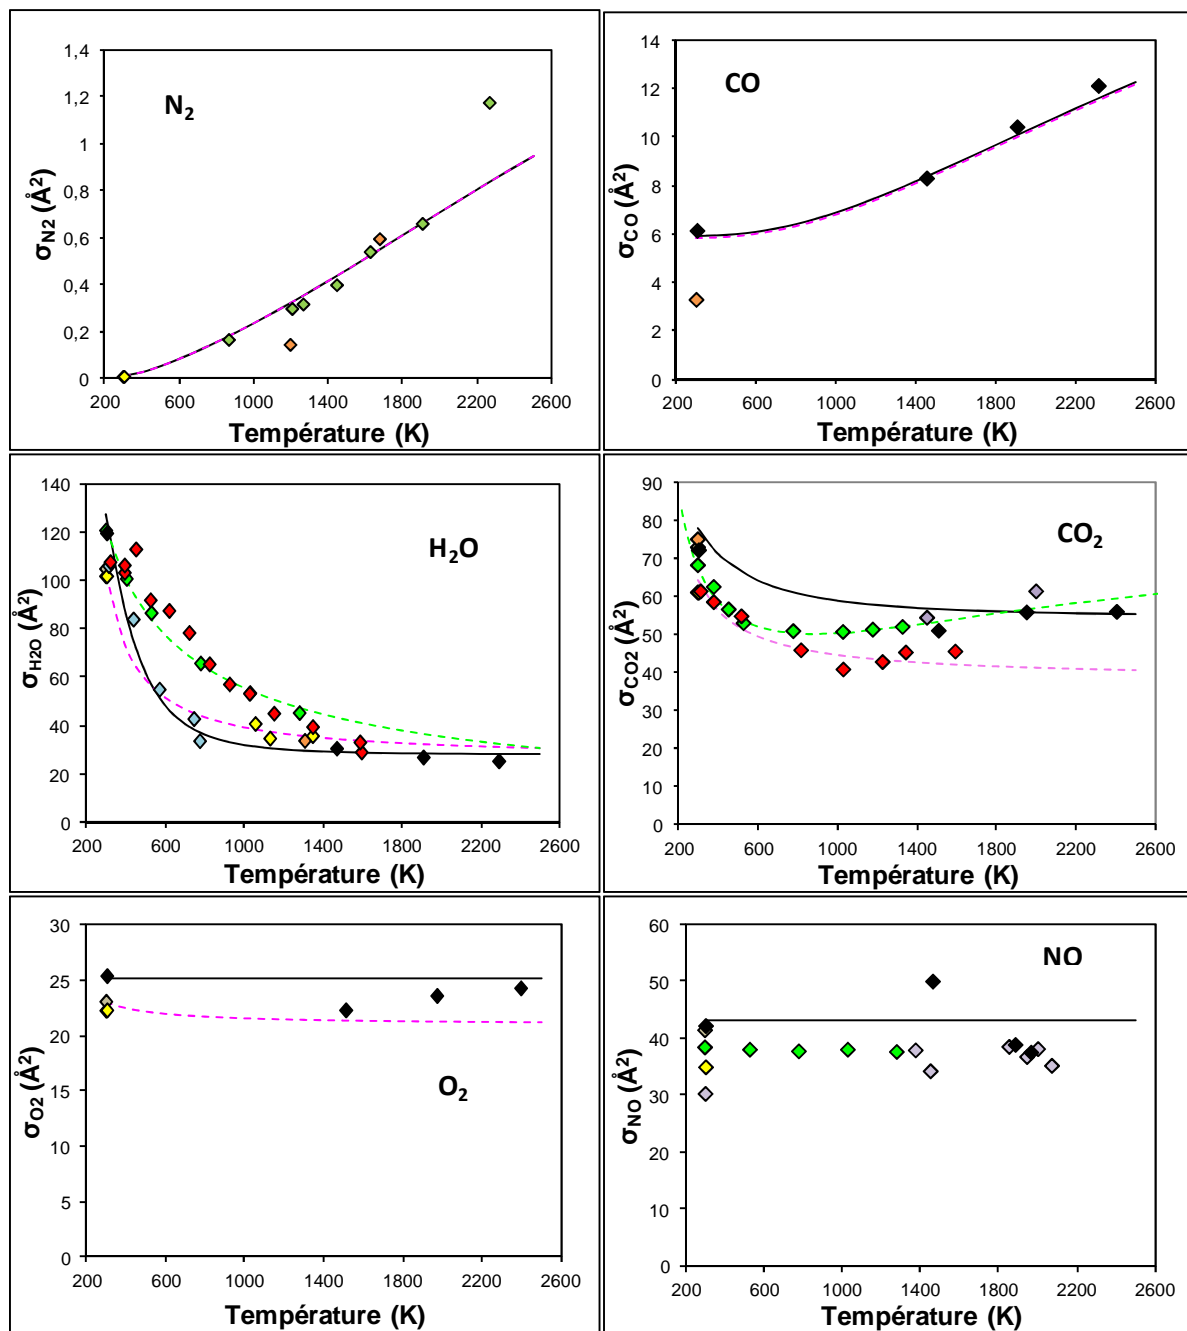 N₂
1,4
1,2
1
0,8
0,6
0,4
0,2
0
σN2 (Å²)
200 600 1000 1400 1800 2200 2600
Température (K)
CO
14
12
10
8
6
4
2
0
σCO (Å²)
200 600 1000 1400 1800 2200 2600
Température (K)
H₂O
140
120
100
80
60
40
20
0
σH2O (Å²)
200 600 1000 1400 1800 2200 2600
Température (K)
CO₂
90
80
70
60
50
40
30
20
10
0
σCO2 (Å²)
200 600 1000 1400 1800 2200 2600
Température (K)
O₂
30
25
20
15
10
5
0
σO2 (Å²)
200 600 1000 1400 1800 2200 2600
Température (K)
NO
60
50
40
30
20
10
0
σNO (Å²)
200 600 1000 1400 1800 2200 2600
Température (K)